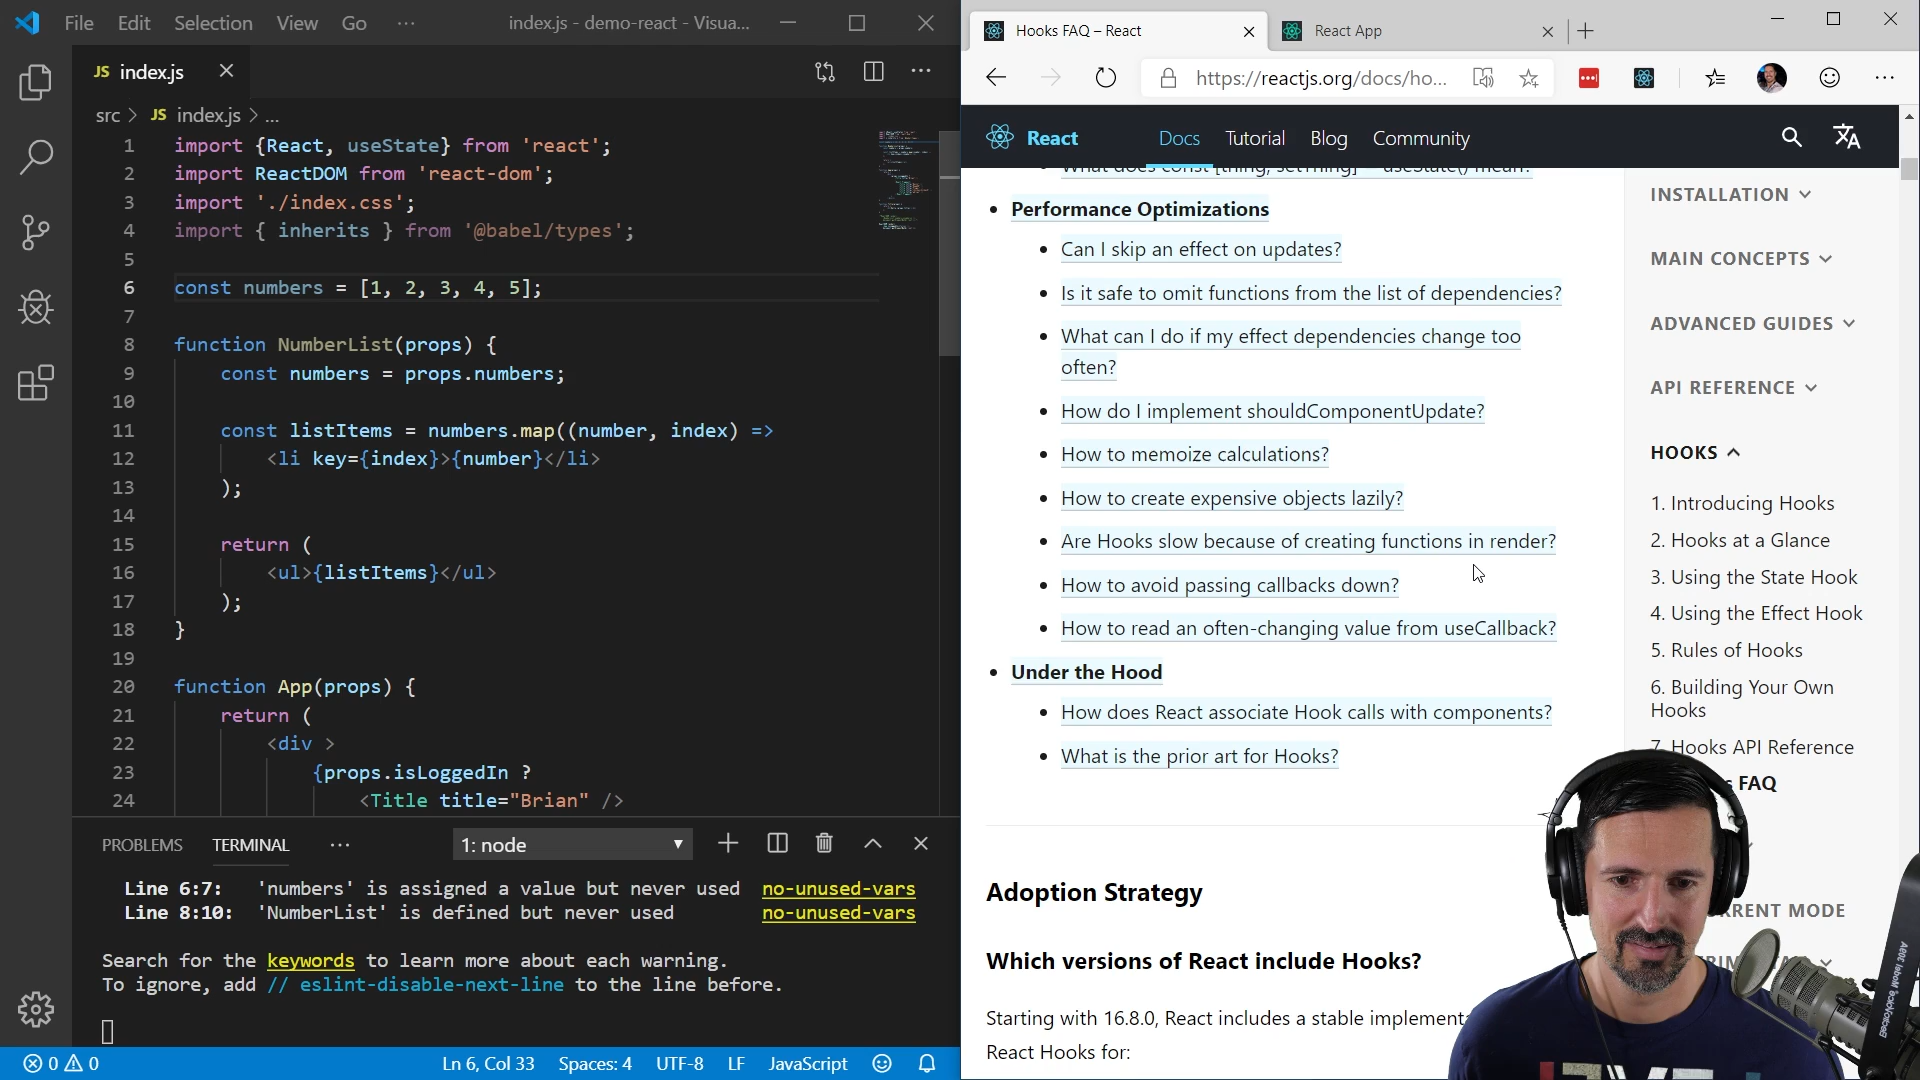 File Edit Selection View Go ··· index.js - demo-react - Visua...
JS index.js
src > JS index.js > ...
1 import {React, useState} from 'react';
2 import ReactDOM from 'react-dom';
3 import './index.css';
4 import { inherits } from '@babel/types';
5
6 const numbers = [1, 2, 3, 4, 5];
7
8 function NumberList(props) {
9 const numbers = props.numbers;
10
11 const listItems = numbers.map((number, index) =>
12 <li key={index}>{number}</li>
13 );
14
15 return (
16 <ul>{listItems}</ul>
17 );
18 }
19
20 function App(props) {
21 return (
22 <div >
23 {props.isLoggedIn ?
24 <Title title="Brian" />
PROBLEMS TERMINAL ··· 1: node
Line 6:7: 'numbers' is assigned a value but never used no-unused-vars
Line 8:10: 'NumberList' is defined but never used no-unused-vars
Search for the keywords to learn more about each warning.
To ignore, add // eslint-disable-next-line to the line before.
0 0 Ln 6, Col 33 Spaces: 4 UTF-8 LF JavaScript
Hooks FAQ – React React App
https://reactjs.org/docs/ho...
React Docs Tutorial Blog Community
What does const [thing, setThing] = useState() mean?
Performance Optimizations
Can I skip an effect on updates?
Is it safe to omit functions from the list of dependencies?
What can I do if my effect dependencies change too
often?
How do I implement shouldComponentUpdate?
How to memoize calculations?
How to create expensive objects lazily?
Are Hooks slow because of creating functions in render?
How to avoid passing callbacks down?
How to read an often-changing value from useCallback?
Under the Hood
How does React associate Hook calls with components?
What is the prior art for Hooks?
Adoption Strategy
Which versions of React include Hooks?
Starting with 16.8.0, React includes a stable
React Hooks for:
INSTALLATION
MAIN CONCEPTS
ADVANCED GUIDES
API REFERENCE
HOOKS
1. Introducing Hooks
2. Hooks at a Glance
3. Using the State Hook
4. Using the Effect Hook
5. Rules of Hooks
6. Building Your Own
Hooks
7. Hooks API Reference
FAQ
MODE